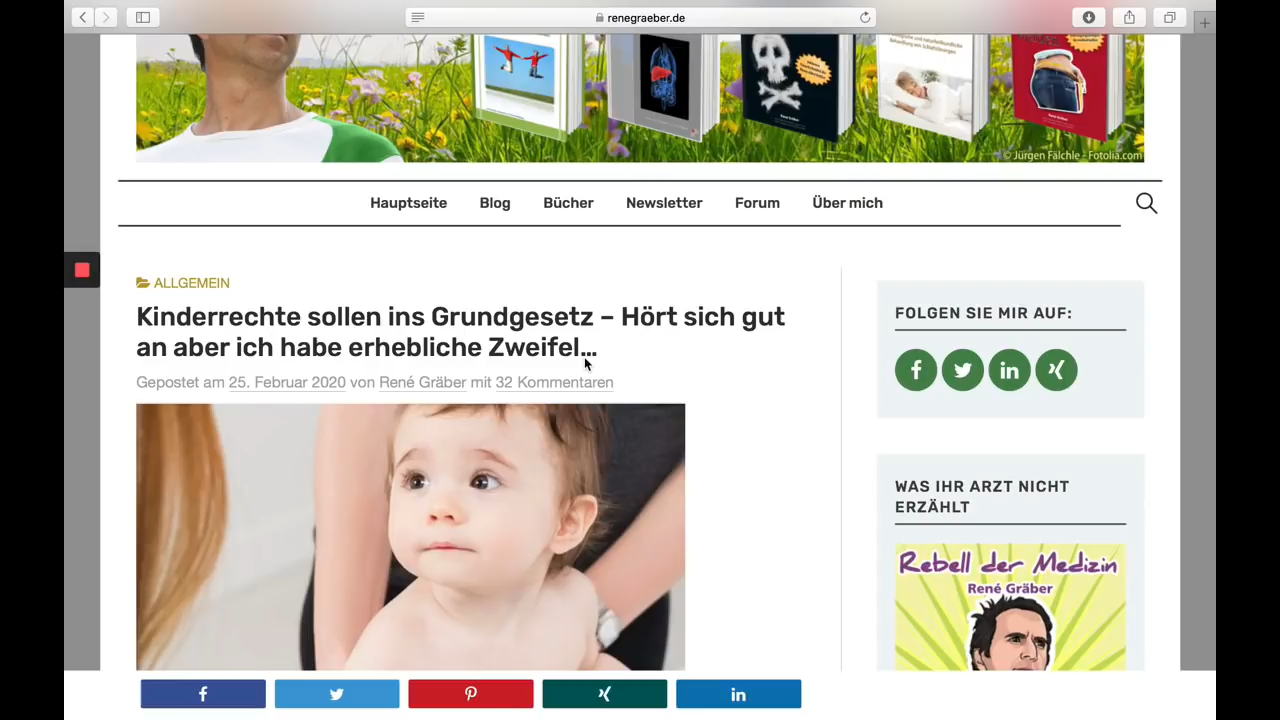 renegraeber.de
© Jürgen Fälchle - Fotolia.com
Hauptseite Blog Bücher Newsletter Forum Über mich
ALLGEMEIN
Kinderrechte sollen ins Grundgesetz – Hört sich gut
an aber ich habe erhebliche Zweifel…
Gepostet am 25. Februar 2020 von René Gräber mit 32 Kommentaren
FOLGEN SIE MIR AUF:
WAS IHR ARZT NICHT
ERZÄHLT
Rebell der Medizin
René Gräber